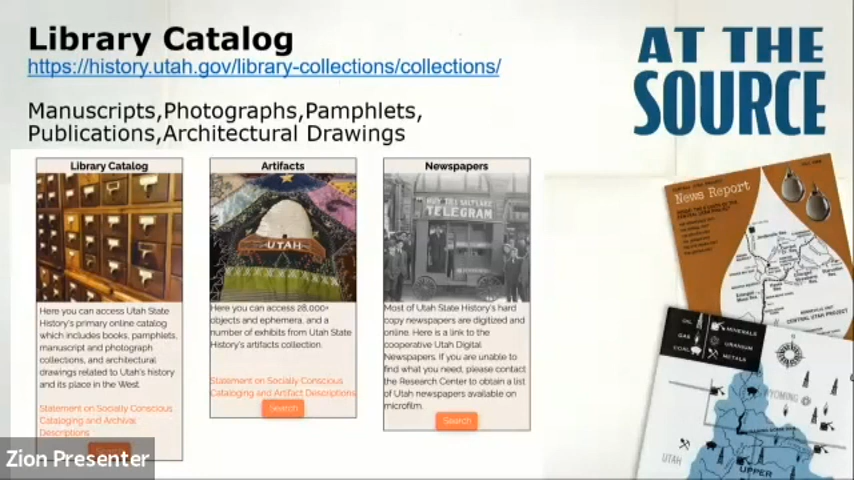 Library Catalog
https://history.utah.gov/library-collections/collections/
Manuscripts,Photographs,Pamphlets,
Publications,Architectural Drawings
AT THE
SOURCE
Library Catalog
Here you can access Utah State
History's primary online catalog
which includes books, pamphlets,
manuscript and photograph
collections, and architectural
drawings related to Utah's history
and its place in the West.
Statement on Socially Conscious
Cataloging and Archival
Descriptions
Artifacts
UTAH
Here you can access 28,000+
objects and ephemera, and a
number of exhibits from Utah State
History's artifacts collection.
Statement on Socially Conscious
Cataloging and Artifact Descriptions
Search
Newspapers
TELEGRAM
Most of Utah State History's hard
copy newspapers are digitized and
online. Here is a link to the
cooperative Utah Digital
Newspapers. If you are unable to
find what you need, please contact
the Research Center to obtain a list
of Utah newspapers available on
microfilm.
Search
News Report
CENTRAL UTAH PROJECT
OIL
GAS
COAL
MINERALS
URANIUM
METALS
WYOMING
UTAH
UPPER
Zion Presenter